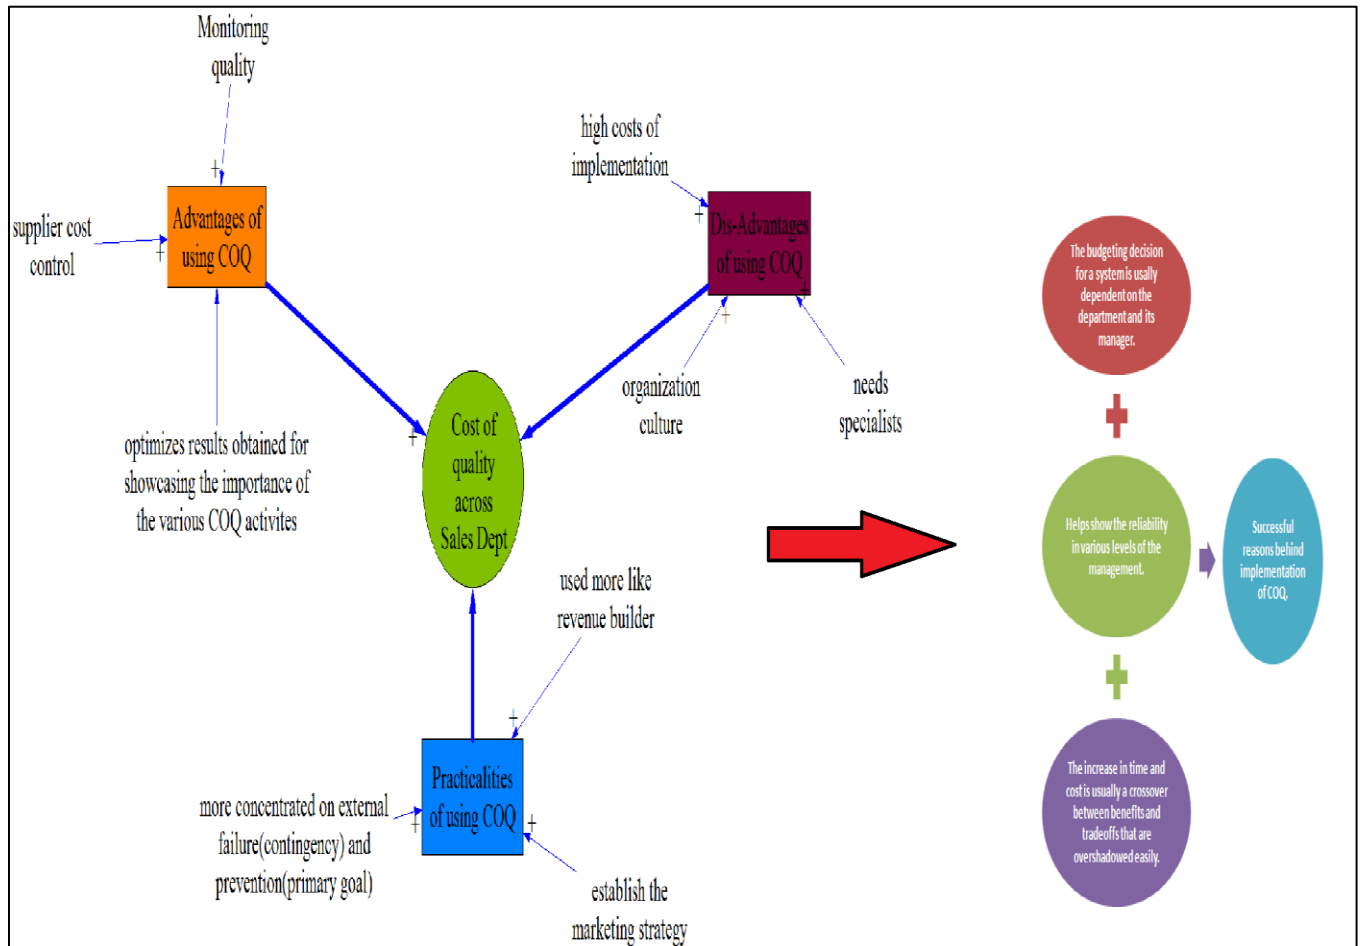 Monitoring
quality
supplier cost
control
Advantages of
using COQ
optimizes results obtained for
showcasing the importance of
the various COQ activites
high costs of
implementation
Dis-Advantages
of using COQ
organization
culture
needs
specialists
Cost of
quality
across
Sales Dept
used more like
revenue builder
Practicalities
of using COQ
more concentrated on external
failure(contingency) and
prevention(primary goal)
establish the
marketing strategy
The budgeting decision
for a system is usally
dependent on the
department and its
manager.
Helps show the reliability
in various levels of the
management.
Successful
reasons behind
implementation
of COQ.
The increase in time and
cost is usually a crossover
between benefits and
tradeoffs that are
overshadowed easily.